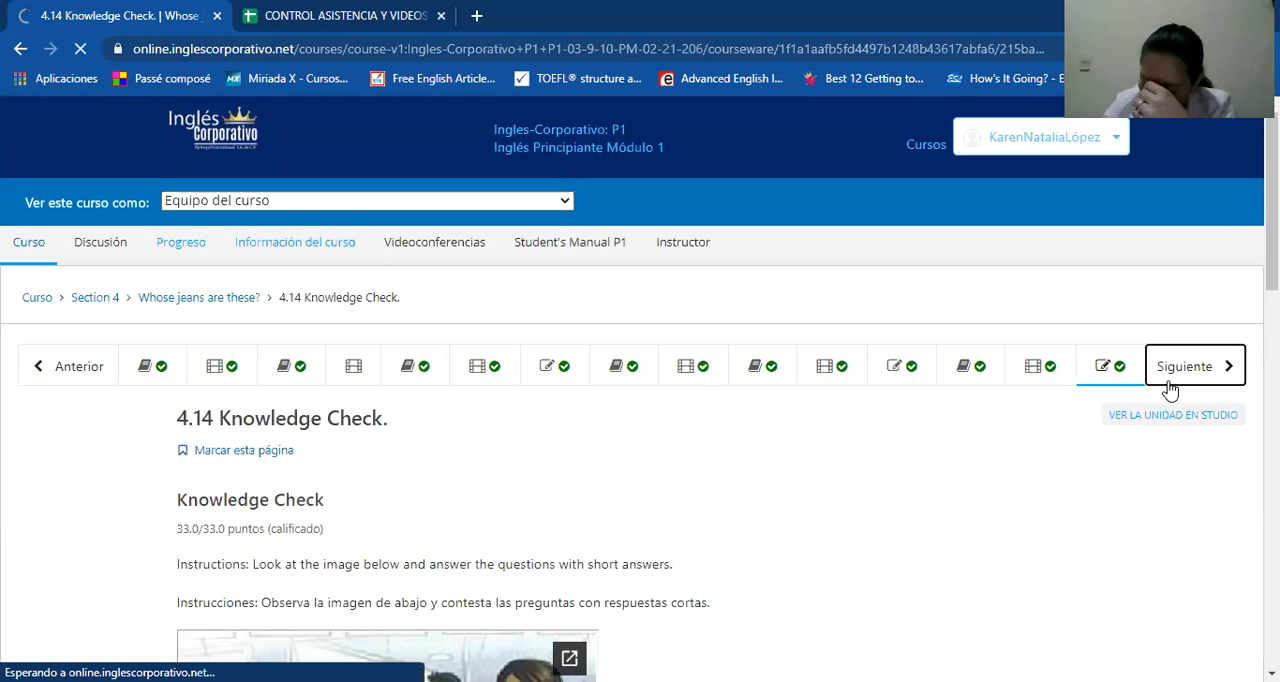 4.14 Knowledge Check. | Whose
CONTROL ASISTENCIA Y VIDEOS
online.inglescorporativo.net/courses/course-v1:Ingles-Corporativo+P1+P1-03-9-10-PM-02-21-206/courseware/1f1a1aafb5fd4497b1248b43617abfa6/215ba...
Aplicaciones
Passé composé
Miriada X - Cursos...
Free English Article...
TOEFL® structure a...
Advanced English I...
Best 12 Getting to...
How's It Going? - E
Inglés
Corporativo
Ingles-Corporativo: P1
Inglés Principiante Módulo 1
Cursos
KarenNataliaLópez
Ver este curso como:
Equipo del curso
Curso
Discusión
Progreso
Información del curso
Videoconferencias
Student's Manual P1
Instructor
Curso > Section 4 > Whose jeans are these? > 4.14 Knowledge Check.
Anterior
Siguiente
VER LA UNIDAD EN STUDIO
4.14 Knowledge Check.
Marcar esta página
Knowledge Check
33.0/33.0 puntos (calificado)
Instructions: Look at the image below and answer the questions with short answers.
Instrucciones: Observa la imagen de abajo y contesta las preguntas con respuestas cortas.
Esperando a online.inglescorporativo.net...